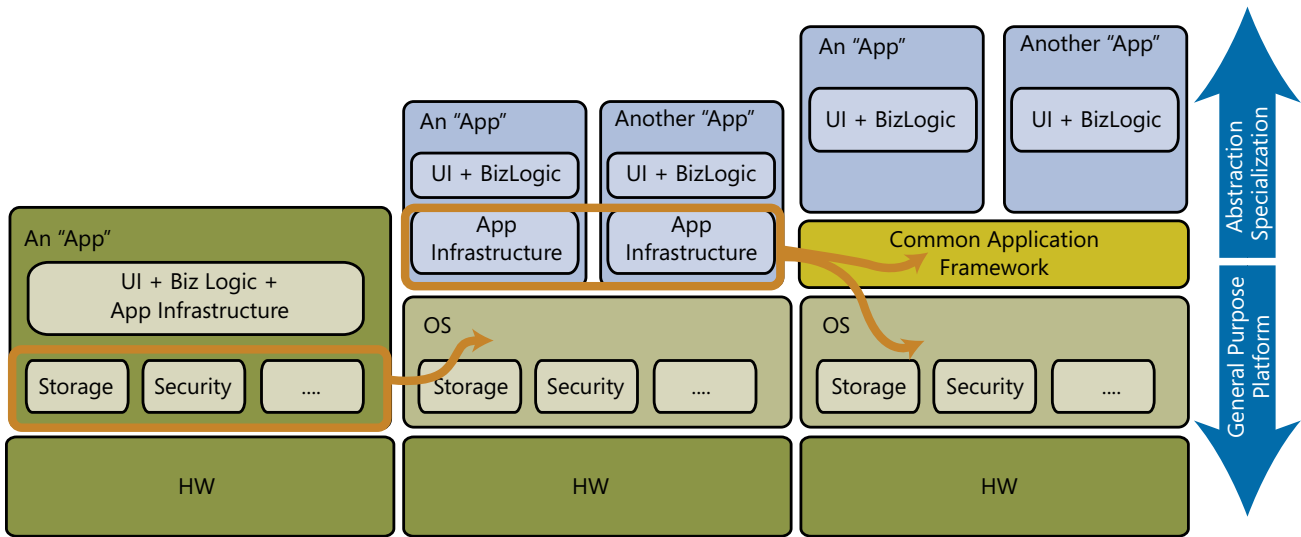 An “App”
UI + Biz Logic +
App Infrastructure
Storage
Security
....
HW
An “App”
UI + BizLogic
App
Infrastructure
Another “App”
UI + BizLogic
App
Infrastructure
OS
Storage
Security
....
HW
An “App”
UI + BizLogic
Another “App”
UI + BizLogic
Common Application
Framework
OS
Storage
Security
....
HW
Abstraction
Specialization
General Purpose
Platform